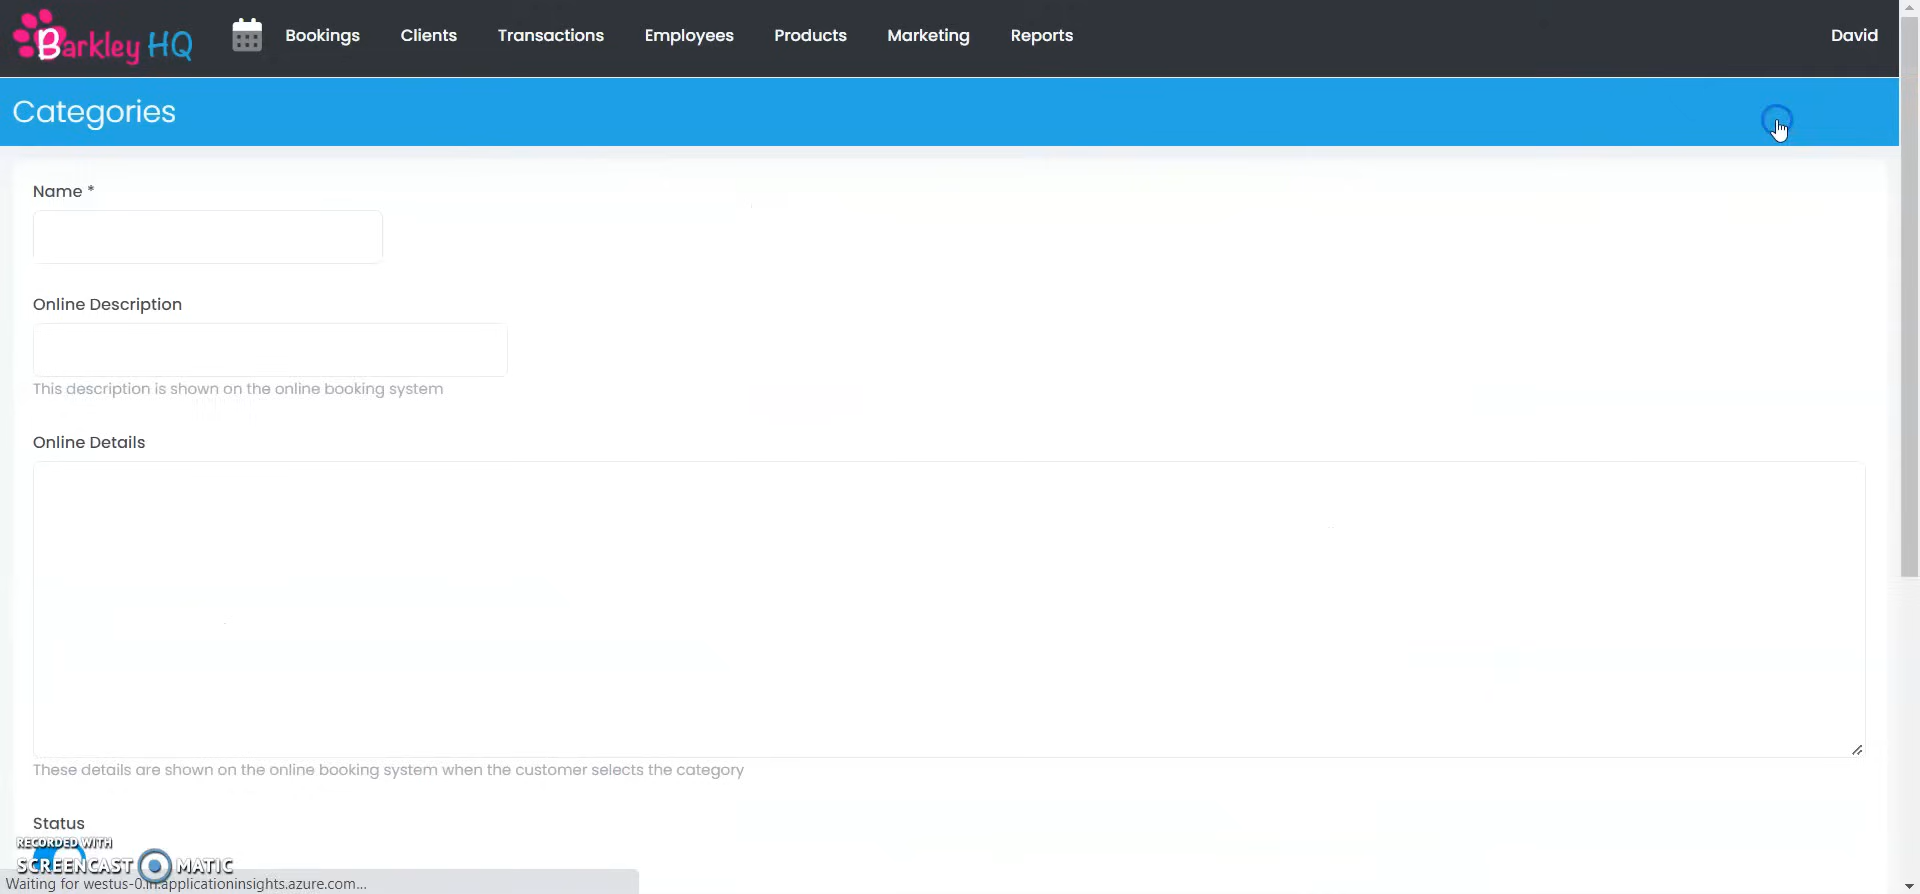 Barkley HQ
Bookings
Clients
Transactions
Employees
Products
Marketing
Reports
David
Categories
Name *
Online Description
This description is shown on the online booking system
Online Details
These details are shown on the online booking system when the customer selects the category
Status
RECORDED WITH
SCREENCAST MATIC
Waiting for westus-0.in.applicationinsights.azure.com...